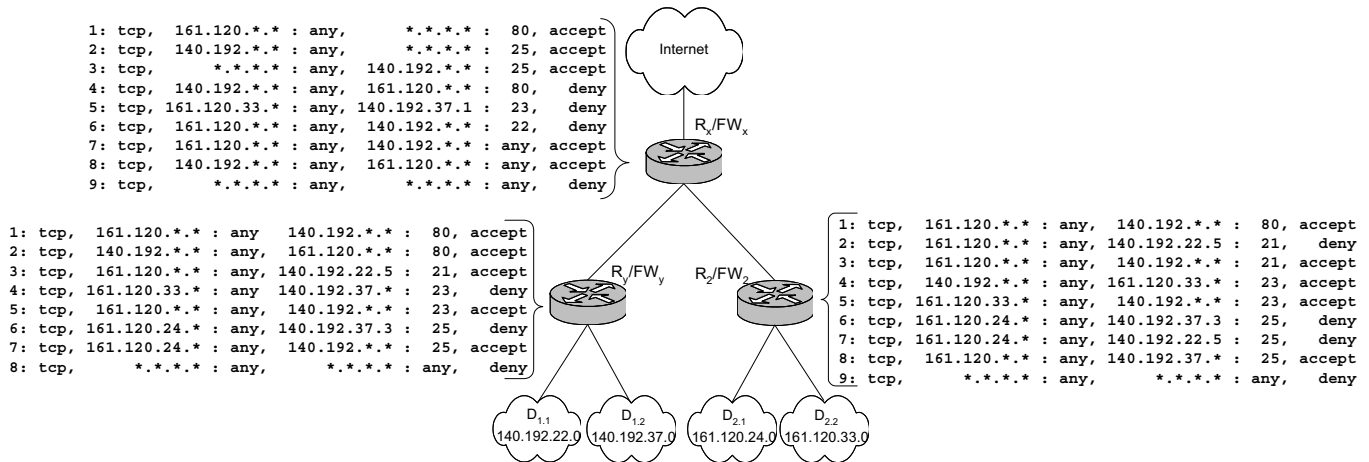 1: tcp, 161.120.*.* : any, *.*.*.* : 80, accept
2: tcp, 140.192.*.* : any, *.*.*.* : 25, accept
3: tcp, *.*.*.* : any, 140.192.*.* : 25, accept
4: tcp, 140.192.*.* : any, 161.120.*.* : 80, deny
5: tcp, 161.120.33.* : any, 140.192.37.1 : 23, deny
6: tcp, 161.120.*.* : any, 140.192.*.* : 22, deny
7: tcp, 161.120.*.* : any, 140.192.*.* : any, accept
8: tcp, 140.192.*.* : any, 161.120.*.* : any, accept
9: tcp, *.*.*.* : any, *.*.*.* : any, deny
Internet
Rx/FWx
1: tcp, 161.120.*.* : any 140.192.*.* : 80, accept
2: tcp, 140.192.*.* : any, 161.120.*.* : 80, accept
3: tcp, 161.120.*.* : any, 140.192.22.5 : 21, accept
4: tcp, 161.120.33.* : any 140.192.37.* : 23, deny
5: tcp, 161.120.*.* : any, 140.192.*.* : 23, accept
6: tcp, 161.120.24.* : any, 140.192.37.3 : 25, deny
7: tcp, 161.120.24.* : any, 140.192.*.* : 25, accept
8: tcp, *.*.*.* : any, *.*.*.* : any, deny
Ry/FWy
R2/FW2
1: tcp, 161.120.*.* : any, 140.192.*.* : 80, accept
2: tcp, 161.120.*.* : any, 140.192.22.5 : 21, deny
3: tcp, 161.120.*.* : any, 140.192.*.* : 21, accept
4: tcp, 140.192.*.* : any, 161.120.33.* : 23, accept
5: tcp, 161.120.33.* : any, 140.192.*.* : 23, accept
6: tcp, 161.120.24.* : any, 140.192.37.3 : 25, deny
7: tcp, 161.120.24.* : any, 140.192.22.5 : 25, deny
8: tcp, 161.120.*.* : any, 140.192.37.* : 25, accept
9: tcp, *.*.*.* : any, *.*.*.* : any, deny
D1.1
140.192.22.0
D1.2
140.192.37.0
D2.1
161.120.24.0
D2.2
161.120.33.0